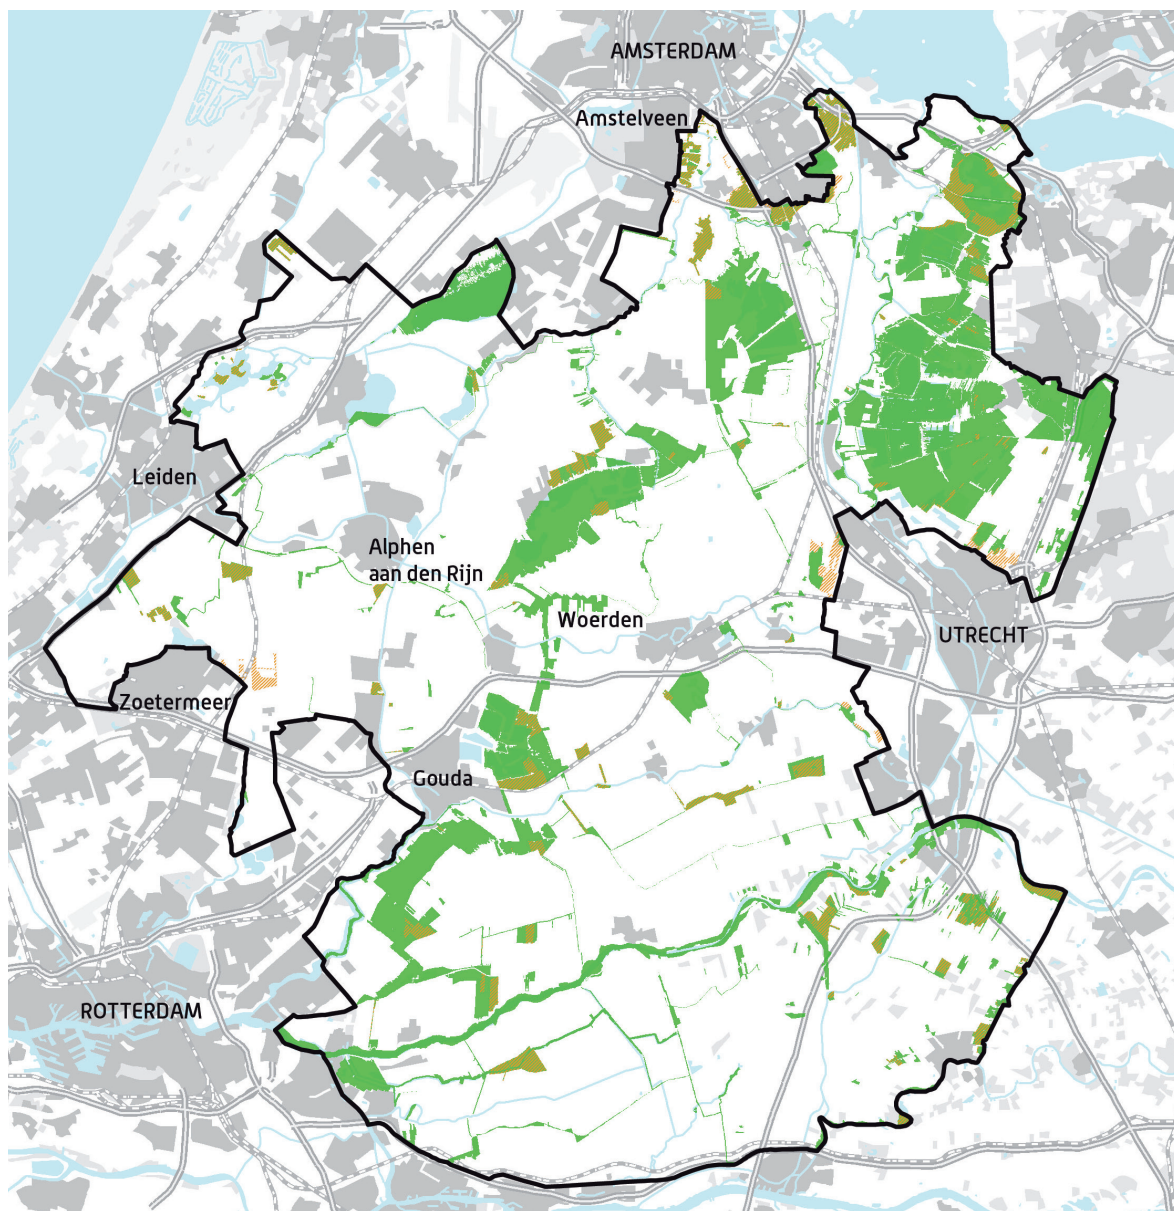 AMSTERDAM
Amstelveen
Leiden
Alphen
aan den Rijn
Woerden
UTRECHT
Zoetermeer
Gouda
ROTTERDAM